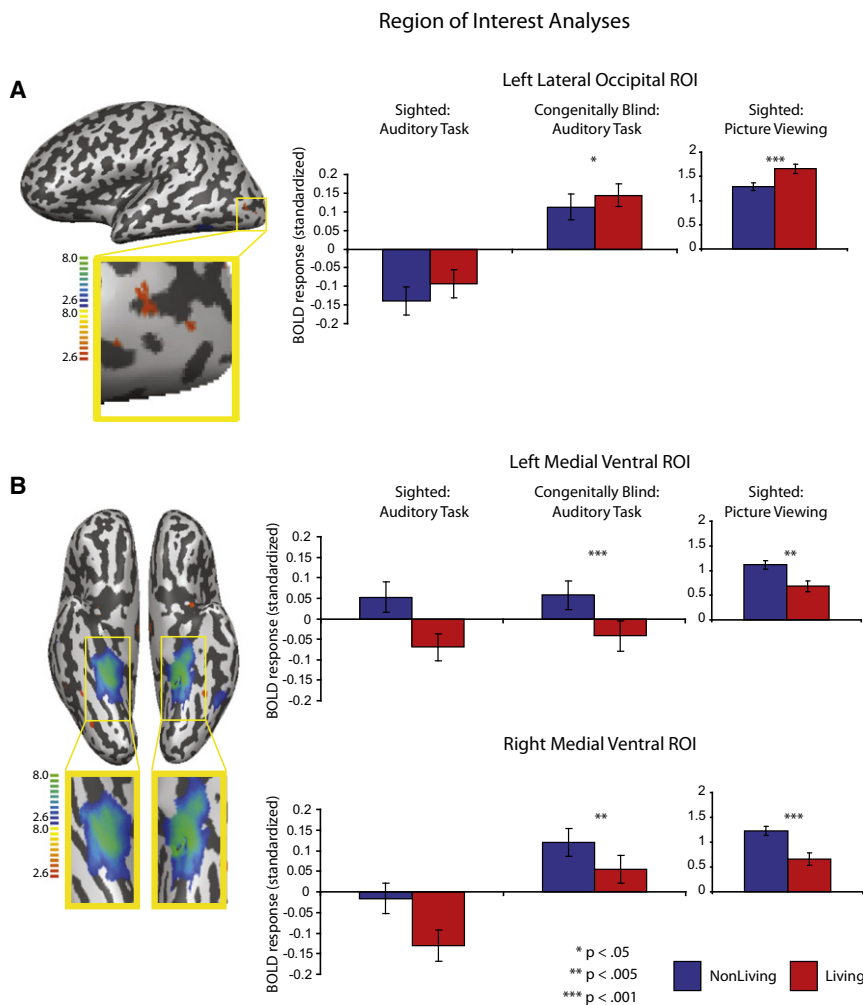 Region of Interest Analyses
A
Left Lateral Occipital ROI
Sighted:
Auditory Task
Congenitally Blind:
Auditory Task
Sighted:
Picture Viewing
BOLD response (standardized)
0.2
0.15
0.1
0.05
0
-0.05
-0.1
-0.15
-0.2
*
2
1.5
1
0.5
0
***
8.0
2.6
8.0
2.6
B
Left Medial Ventral ROI
Sighted:
Auditory Task
Congenitally Blind:
Auditory Task
Sighted:
Picture Viewing
BOLD response (standardized)
0.2
0.15
0.1
0.05
0
-0.05
-0.1
-0.15
-0.2
***
2
1.5
1
0.5
0
**
8.0
2.6
8.0
2.6
Right Medial Ventral ROI
BOLD response (standardized)
0.2
0.15
0.1
0.05
0
-0.05
-0.1
-0.15
-0.2
**
2
1.5
1
0.5
0
***
* p < .05
** p < .005
*** p < .001
NonLiving
Living